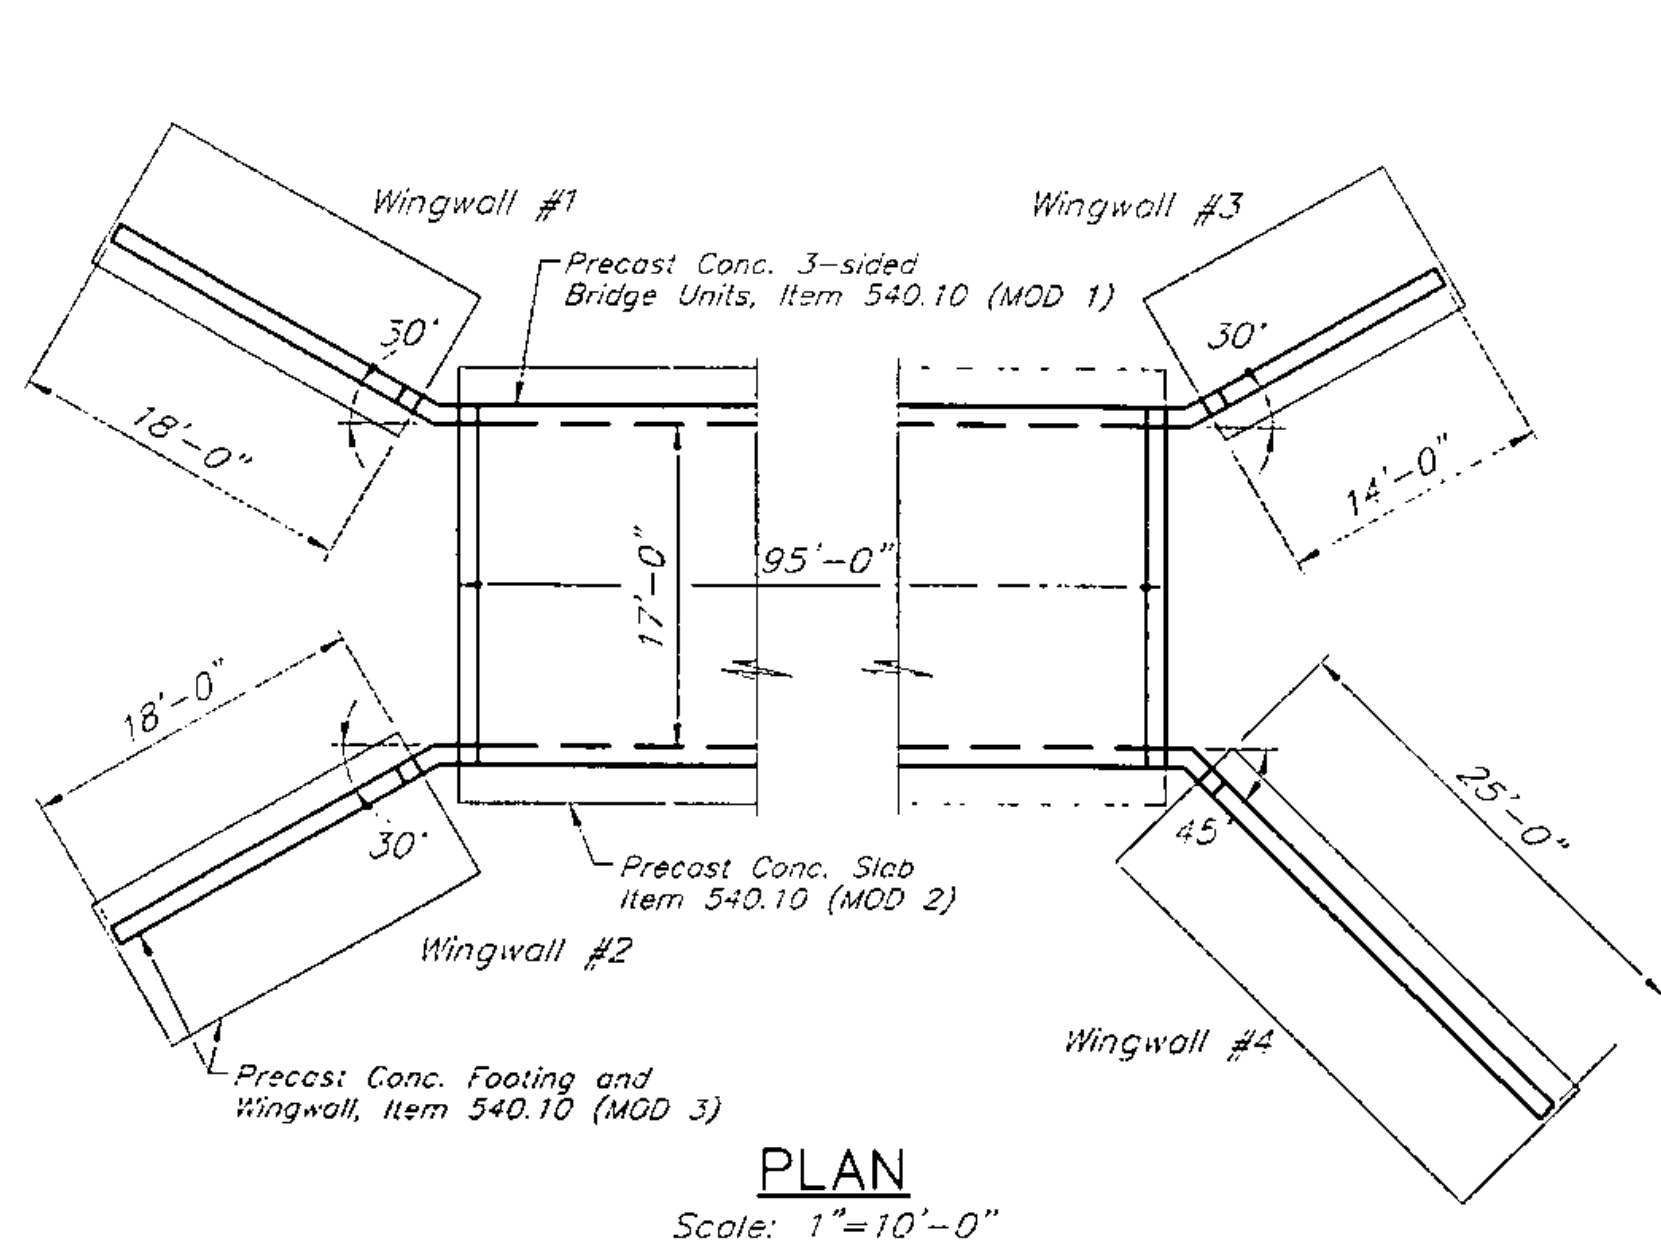 Wingwall #1
Wingwall #3
Precast Conc. 3-sided
Bridge Units, Item 540.10 (MOD 1)
30°
30°
18'-0"
14'-0"
95'-0"
17'-0"
18'-0"
25'-0"
45°
30°
Precast Conc. Slab
Item 540.10 (MOD 2)
Wingwall #2
Wingwall #4
Precast Conc. Footing and
Wingwall, Item 540.10 (MOD 3)
PLAN
Scale: 1"=10'-0"